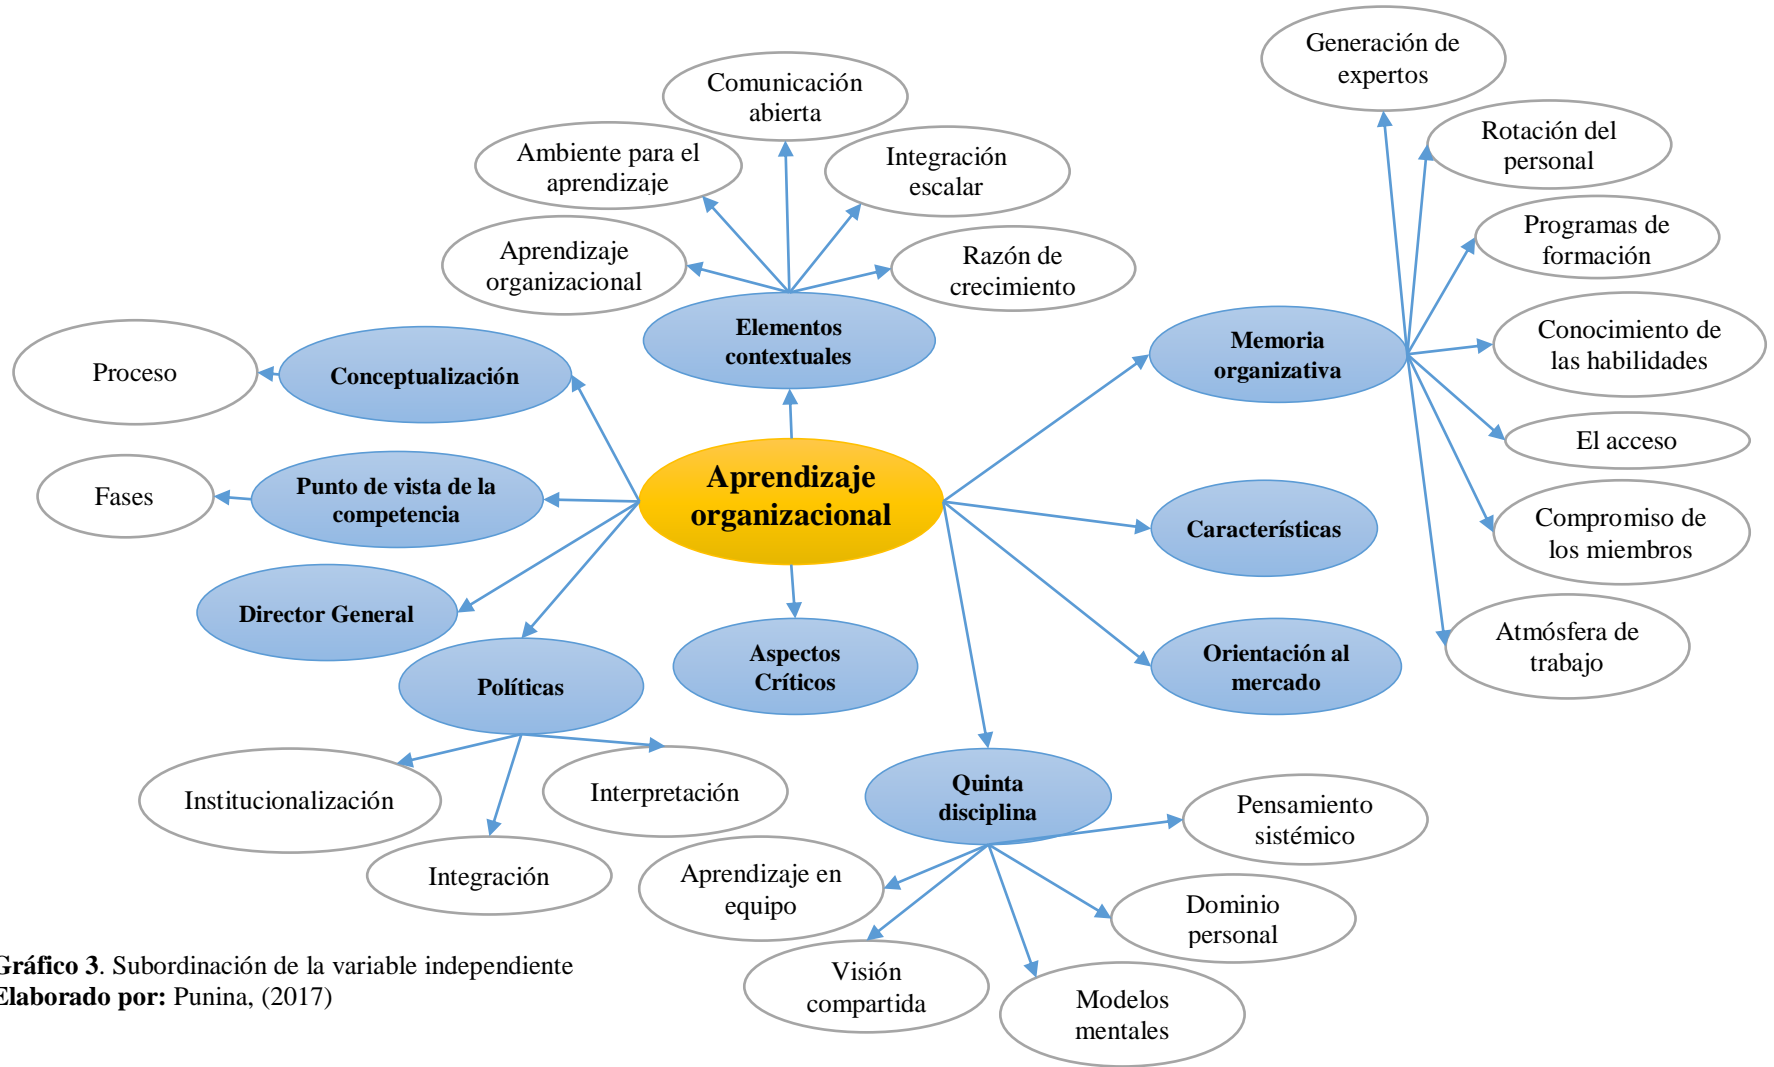 Generación de
expertos
Comunicación
abierta
Rotación del
personal
Ambiente para el
aprendizaje
Integración
escalar
Programas de
formación
Aprendizaje
organizacional
Razón de
crecimiento
Elementos
contextuales
Memoria
organizativa
Conocimiento de
las habilidades
Proceso
Conceptualización
El acceso
Fases
Punto de vista de la
competencia
Aprendizaje
organizacional
Característícas
Compromiso de
los miembros
Director General
Políticas
Aspectos
Críticos
Orientación al
mercado
Atmósfera de
trabajo
Institucionalización
Interpretación
Integración
Quinta
disciplina
Pensamiento
sistémico
Aprendizaje en
equipo
Dominio
personal
Visión
compartida
Modelos
mentales
Gráfico 3. Subordinación de la variable independiente
Elaborado por: Punina, (2017)